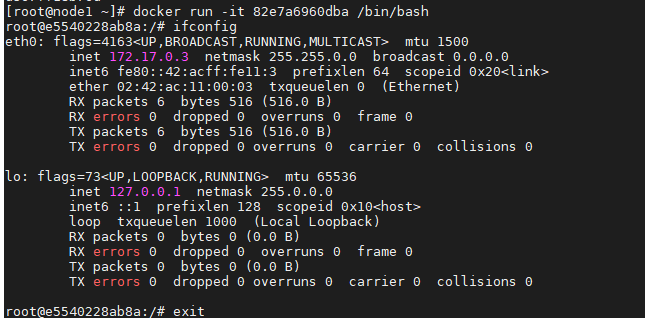 [root@node1 ~]# docker run -it 82e7a6960dba /bin/bash
root@e5540228ab8a:/# ifconfig
eth0: flags=4163<UP,BROADCAST,RUNNING,MULTICAST>  mtu 1500
        inet 172.17.0.3  netmask 255.255.0.0  broadcast 0.0.0.0
        inet6 fe80::42:acff:fe11:3  prefixlen 64  scopeid 0x20<link>
        ether 02:42:ac:11:00:03  txqueuelen 0  (Ethernet)
        RX packets 6  bytes 516 (516.0 B)
        RX errors 0  dropped 0  overruns 0  frame 0
        TX packets 6  bytes 516 (516.0 B)
        TX errors 0  dropped 0 overruns 0  carrier 0  collisions 0

lo: flags=73<UP,LOOPBACK,RUNNING>  mtu 65536
        inet 127.0.0.1  netmask 255.0.0.0
        inet6 ::1  prefixlen 128  scopeid 0x10<host>
        loop  txqueuelen 1000  (Local Loopback)
        RX packets 0  bytes 0 (0.0 B)
        RX errors 0  dropped 0  overruns 0  frame 0
        TX packets 0  bytes 0 (0.0 B)
        TX errors 0  dropped 0 overruns 0  carrier 0  collisions 0

root@e5540228ab8a:/# exit